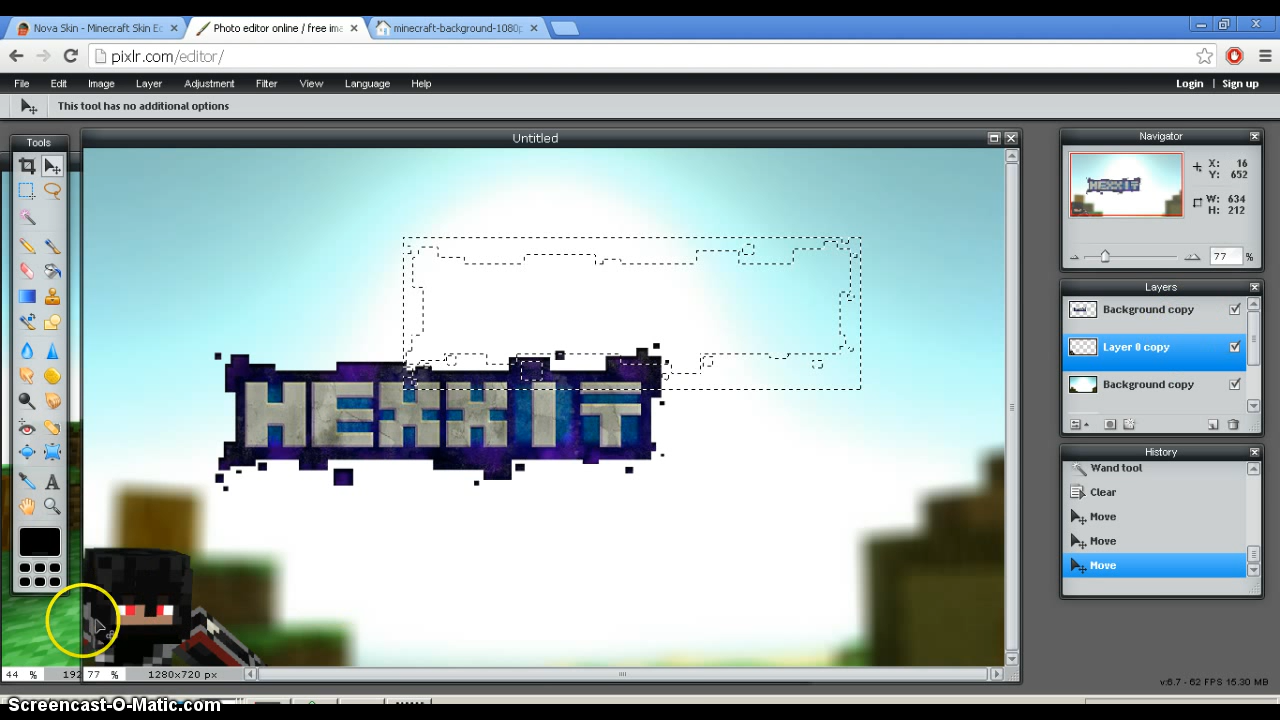 Nova Skin - Minecraft Skin Ec
Photo editor online / free ima
minecraft-background-1080p
pixlr.com/editor/
File Edit Image Layer Adjustment Filter View Language Help Login | Sign up
This tool has no additional options
Tools
Untitled
Navigator
X: 16
Y: 652
W: 634
H: 212
77 %
Layers
Background copy
Layer 0 copy
Background copy
History
Wand tool
Clear
Move
Move
Move
HEXXIT
44 % 192
77 % 1280x720 px
v:6.7 - 62 FPS 15.30 MB
Screencast-O-Matic.com